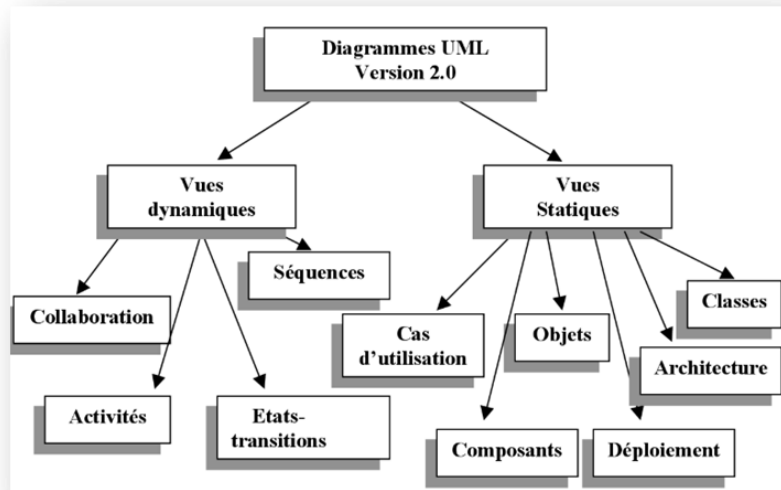 Diagrammes UML
Version 2.0
Vues
dynamiques
Vues
Statiques
Collaboration
Séquences
Activités
Etats-
transitions
Cas
d'utilisation
Objets
Classes
Architecture
Composants
Déploiement